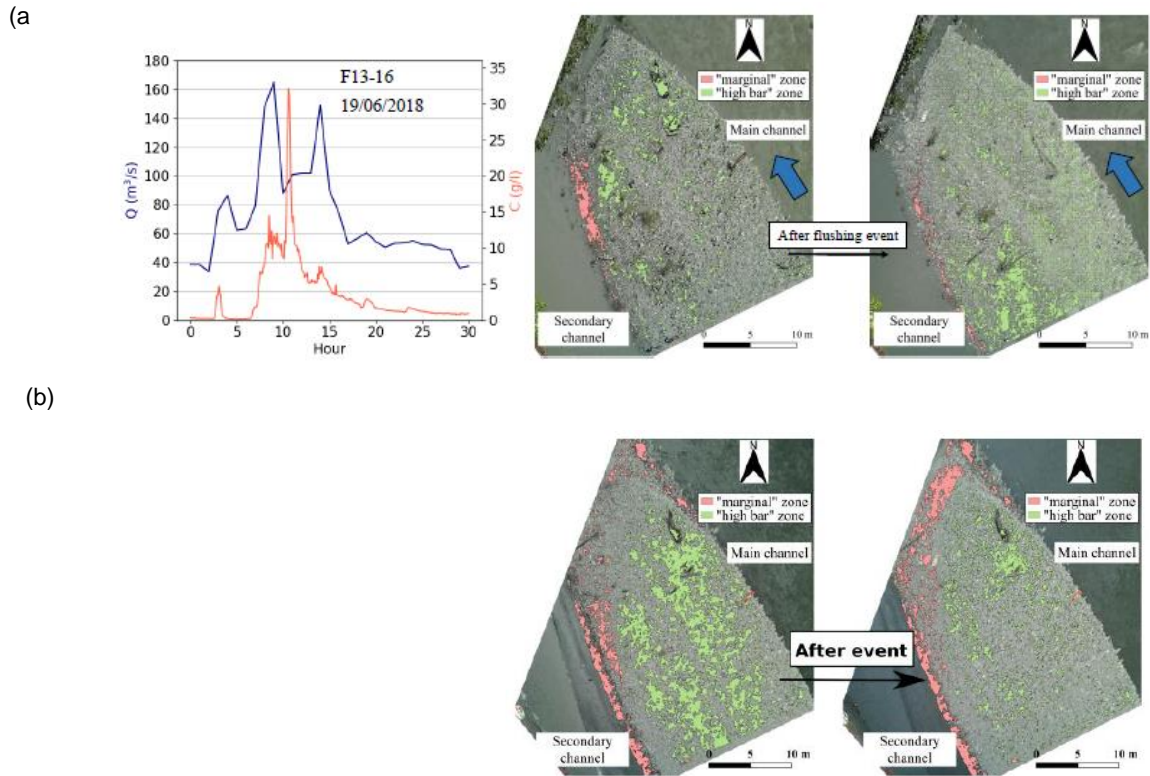 (a
180
160
140
120
100
80
60
40
20
0
Q (m³/s)
F13-16
19/06/2018
35
30
25
20
15
10
5
0
C (g/l)
0 5 10 15 20 25 30
Hour
N
"marginal" zone
"high bar" zone
Main channel
Secondary
channel
0 5 10 m
After flushing event
N
"marginal" zone
"high bar" zone
Main channel
Secondary
channel
0 5 10 m
(b)
N
"marginal" zone
"high bar" zone
Main channel
Secondary
channel
0 5 10 m
After event
N
"marginal" zone
"high bar" zone
Main channel
Secondary
channel
0 5 10 m